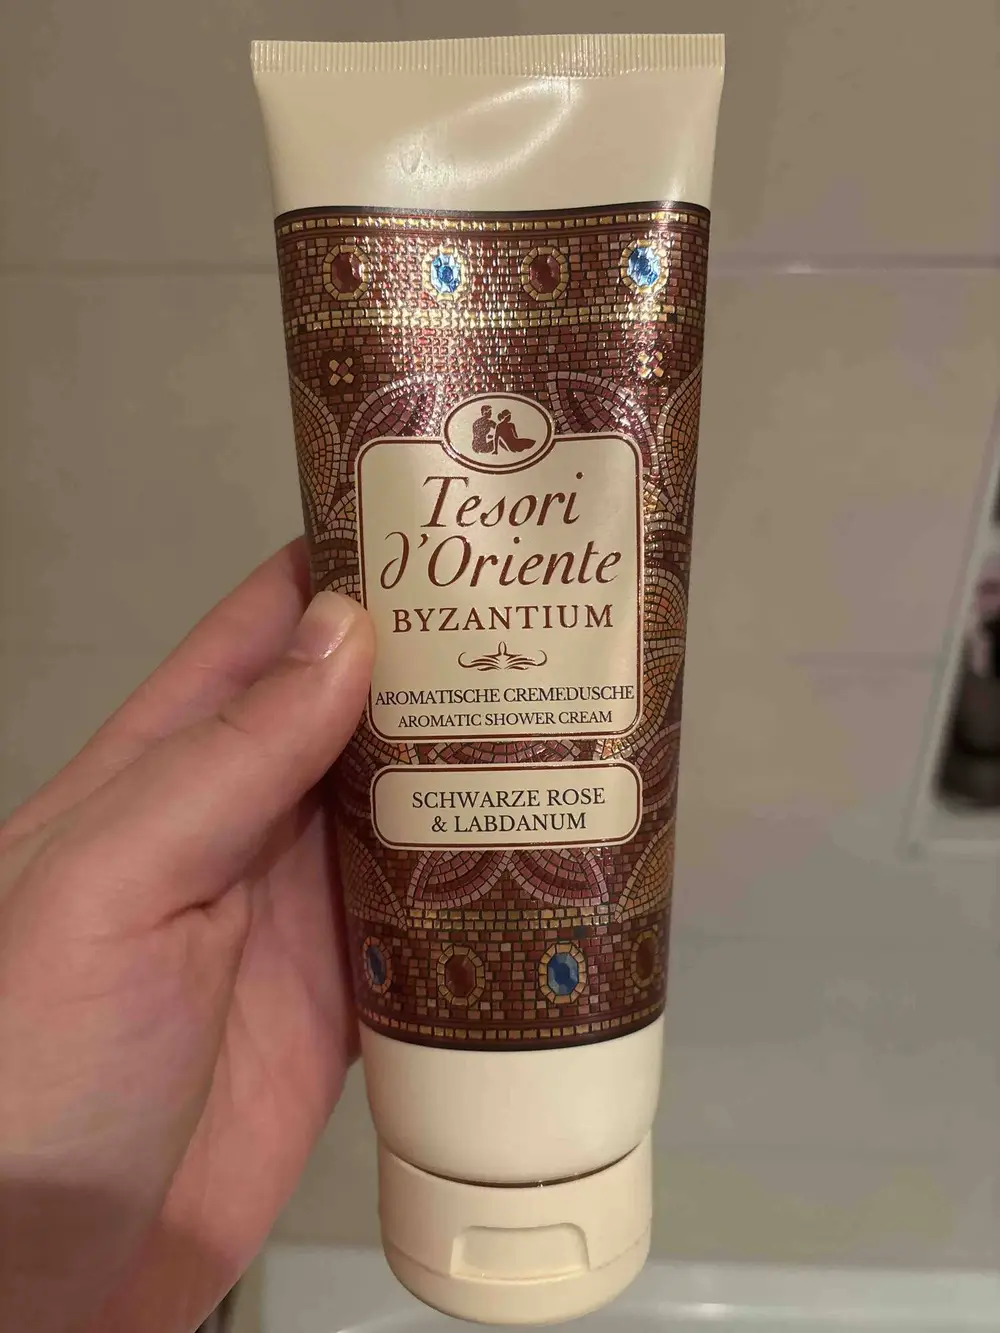 Tesori
d'Oriente
BYZANTIUM
AROMATISCHE CREMEDUSCHE
AROMATIC SHOWER CREAM
SCHWARZE ROSE
& LABDANUM